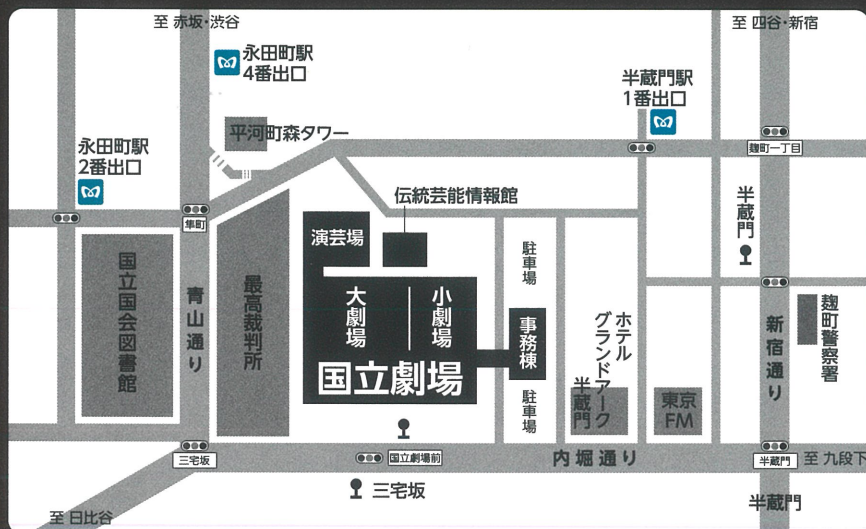 至 赤坂・渋谷
至 四谷・新宿
永田町駅
4番出口
半蔵門駅
1番出口
平河町森タワー
永田町駅
2番出口
麹町一丁目
伝統芸能情報館
半蔵門
隼町
演芸場
駐車場
国立国会図書館
青山通り
最高裁判所
大劇場
小劇場
事務棟
ホテル
グランドアーク
半蔵門
新宿通り
麹町警察署
国立劇場
駐車場
東京
FM
三宅坂
国立劇場前
内堀通り
半蔵門
至 九段下
三宅坂
半蔵門
至 日比谷